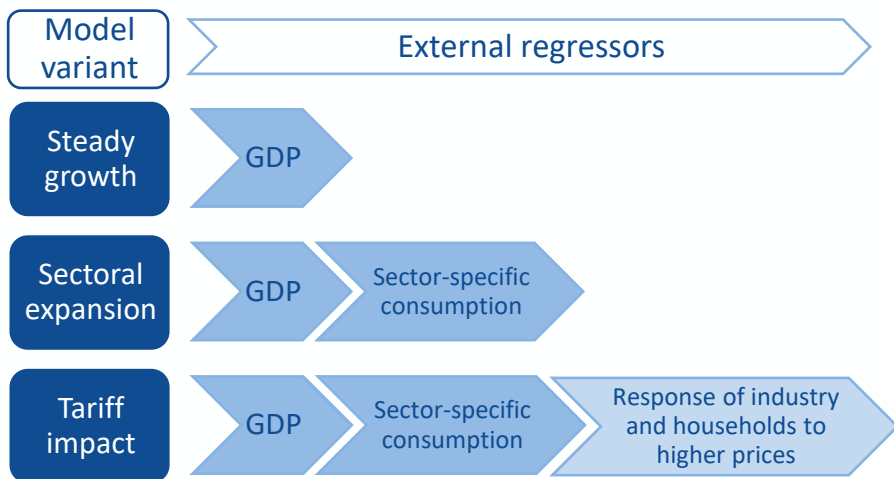 Model
variant
External regressors
Steady
growth
GDP
Sectoral
expansion
GDP
Sector-specific
consumption
Tariff
impact
GDP
Sector-specific
consumption
Response of industry
and households to
higher prices